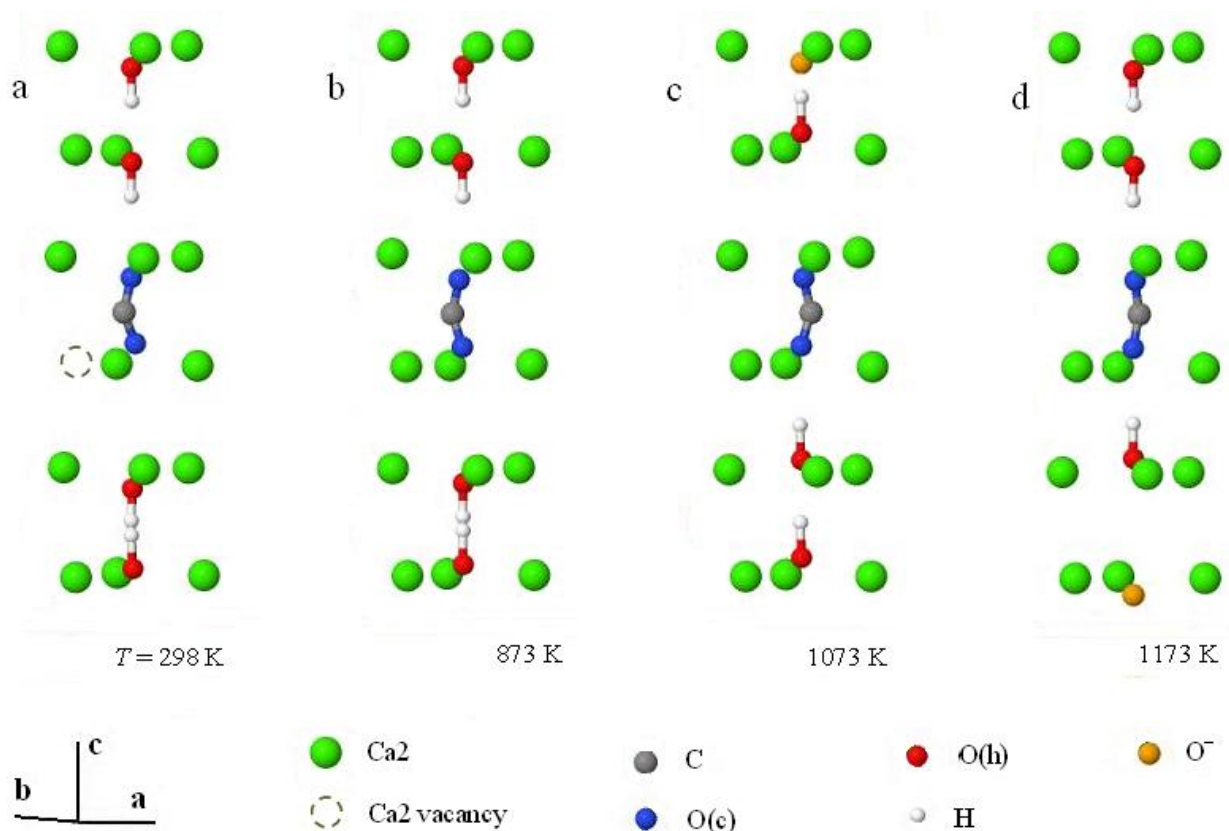 a b c d
T = 298 K 873 K 1073 K 1173 K
c
b a
Ca2 C O(h) O⁻
Ca2 vacancy O(c) H